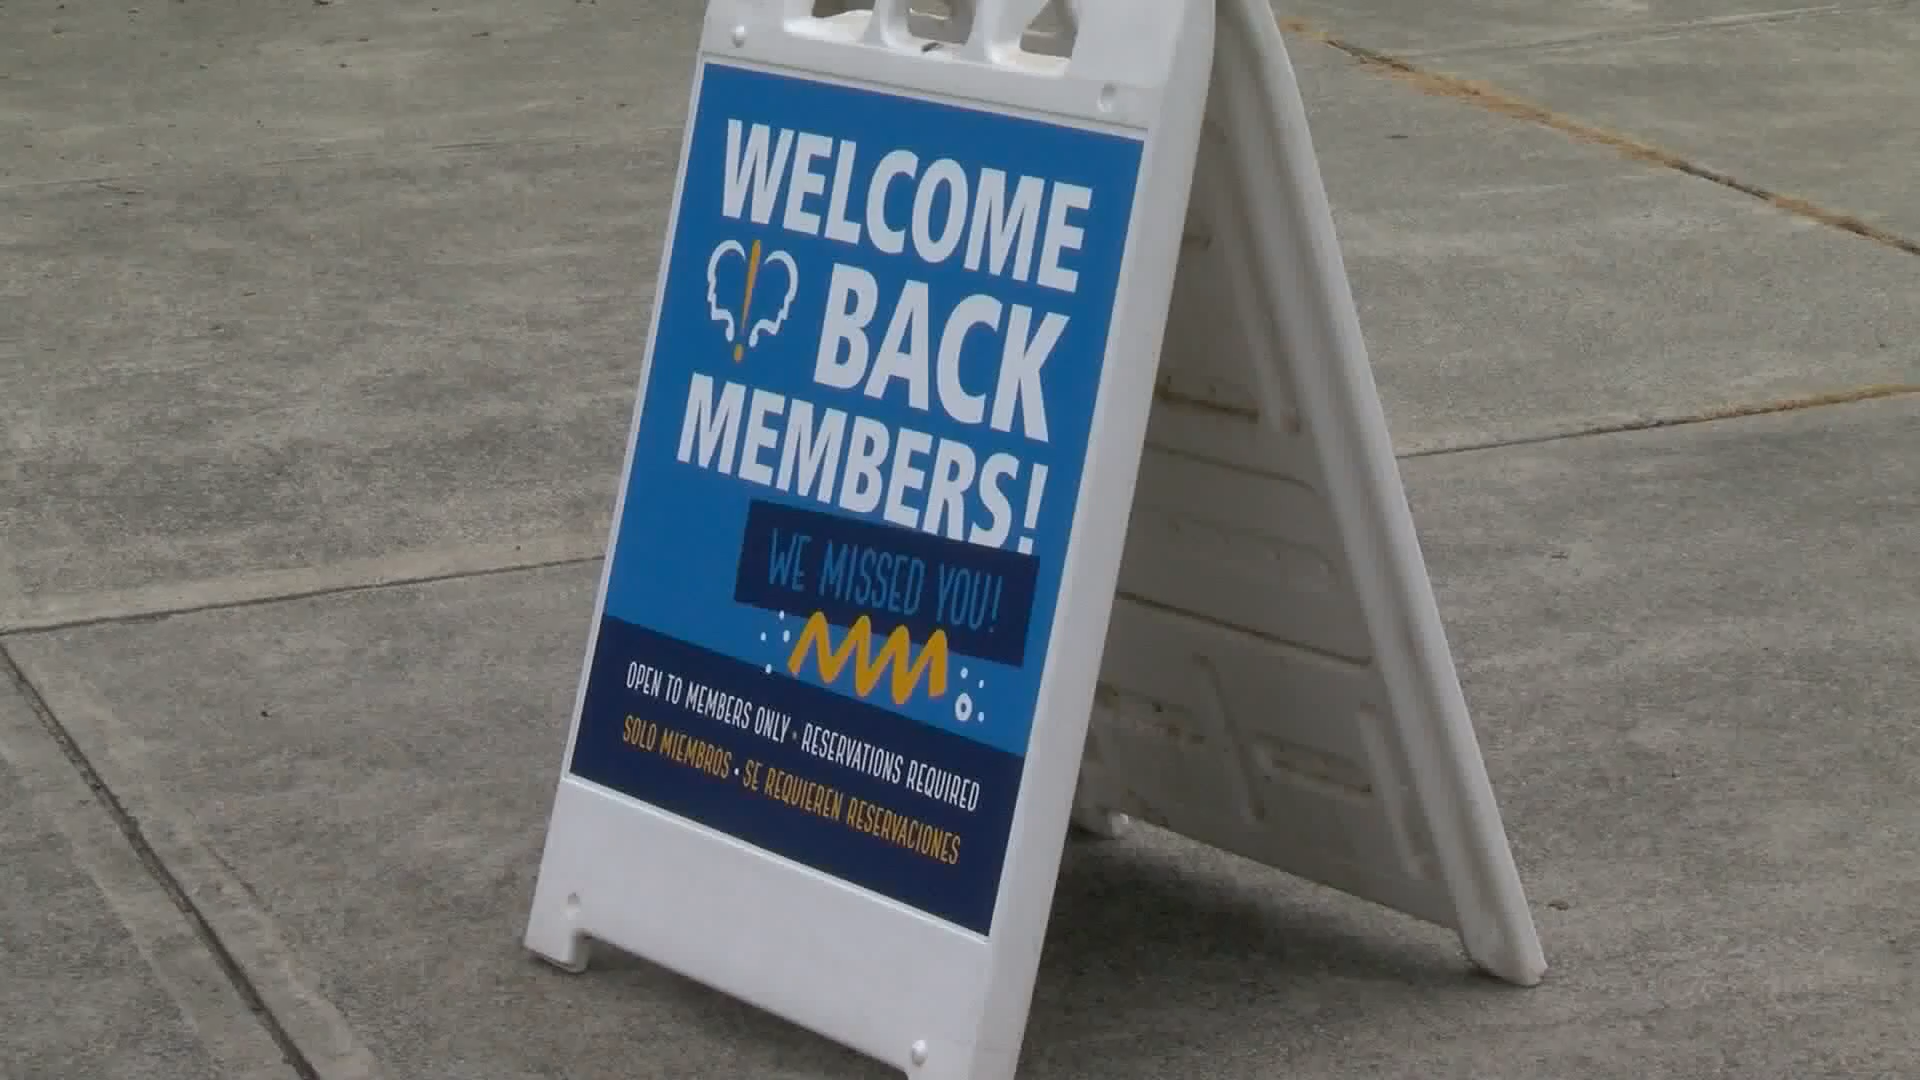 WELCOME
BACK
MEMBERS!
WE MISSED YOU!
OPEN TO MEMBERS ONLY • RESERVATIONS REQUIRED
SOLO MIEMBROS • SE REQUIEREN RESERVACIONES